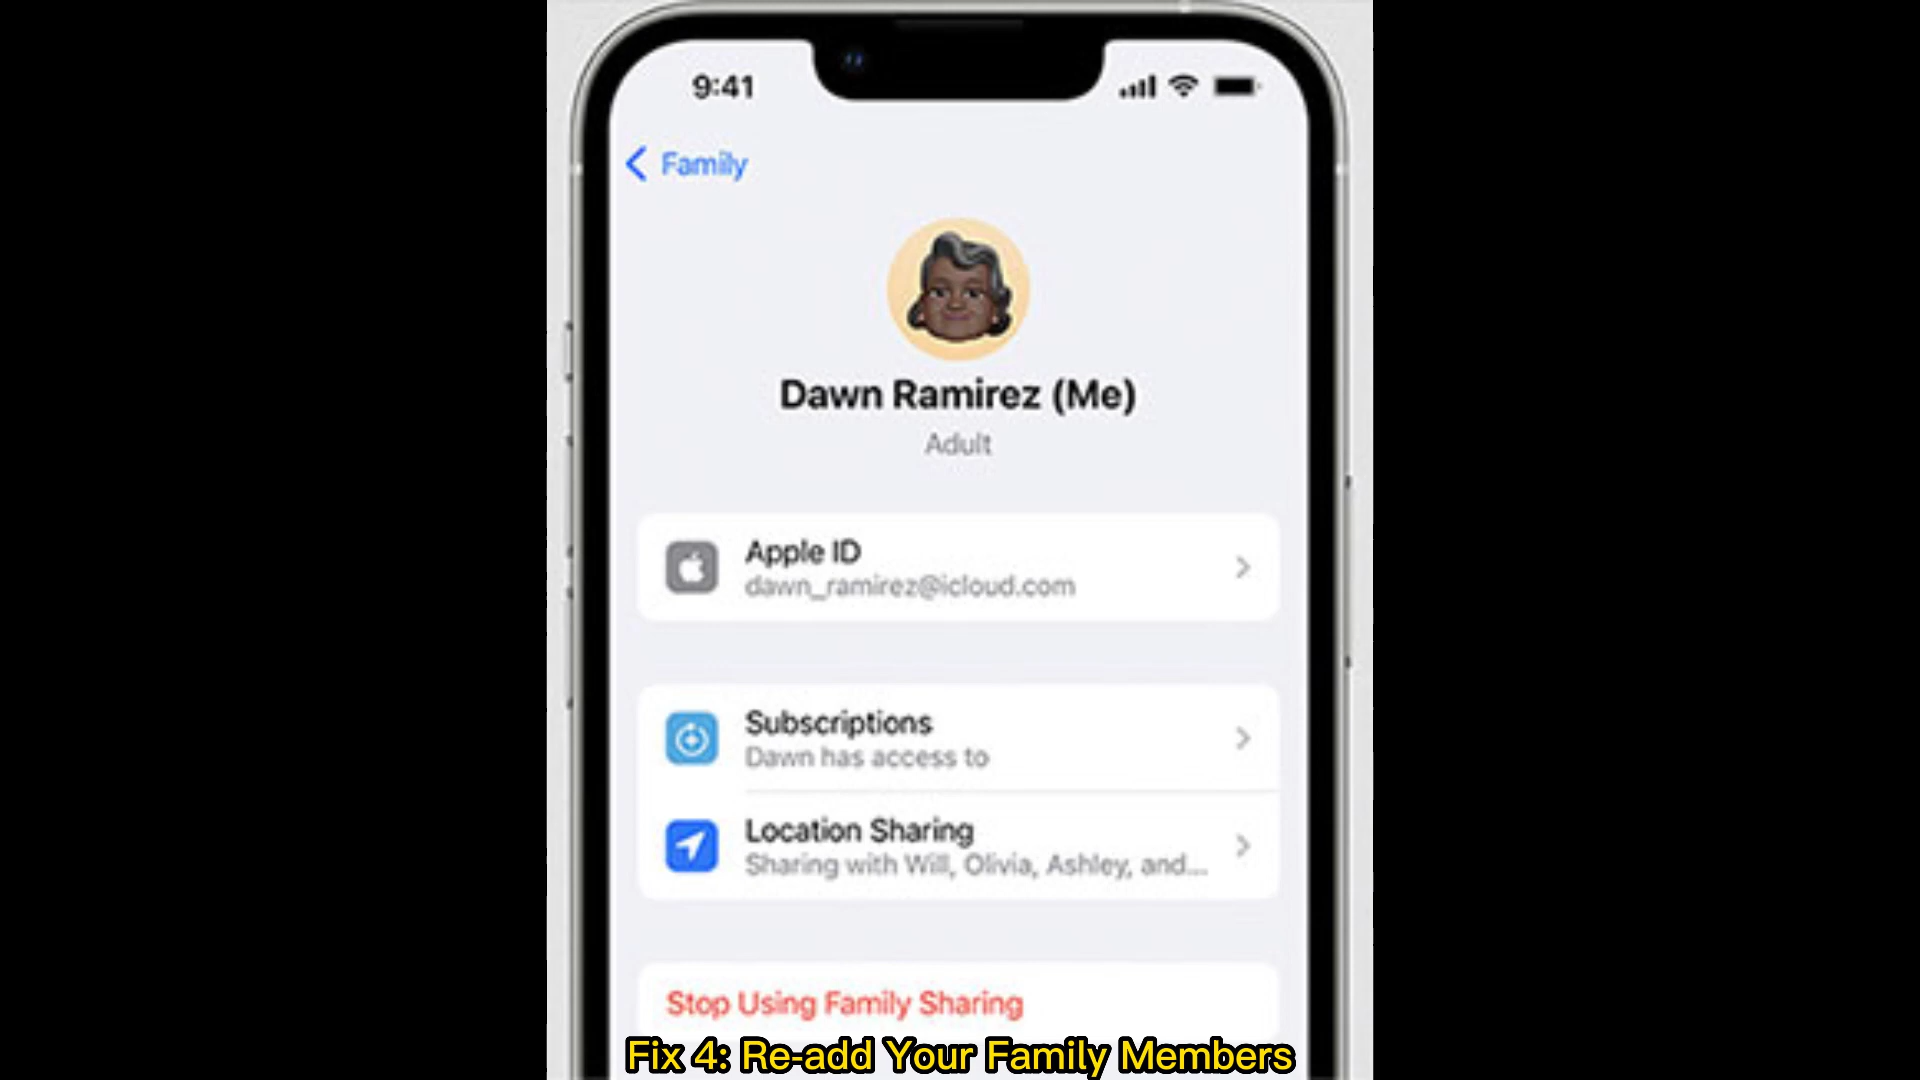 9:41
Family
Dawn Ramirez (Me)
Adult
Apple ID
dawn_ramirez@icloud.com
Subscriptions
Dawn has access to
Location Sharing
Sharing with Will, Olivia, Ashley, and...
Stop Using Family Sharing
Fix 4: Re-add Your Family Members